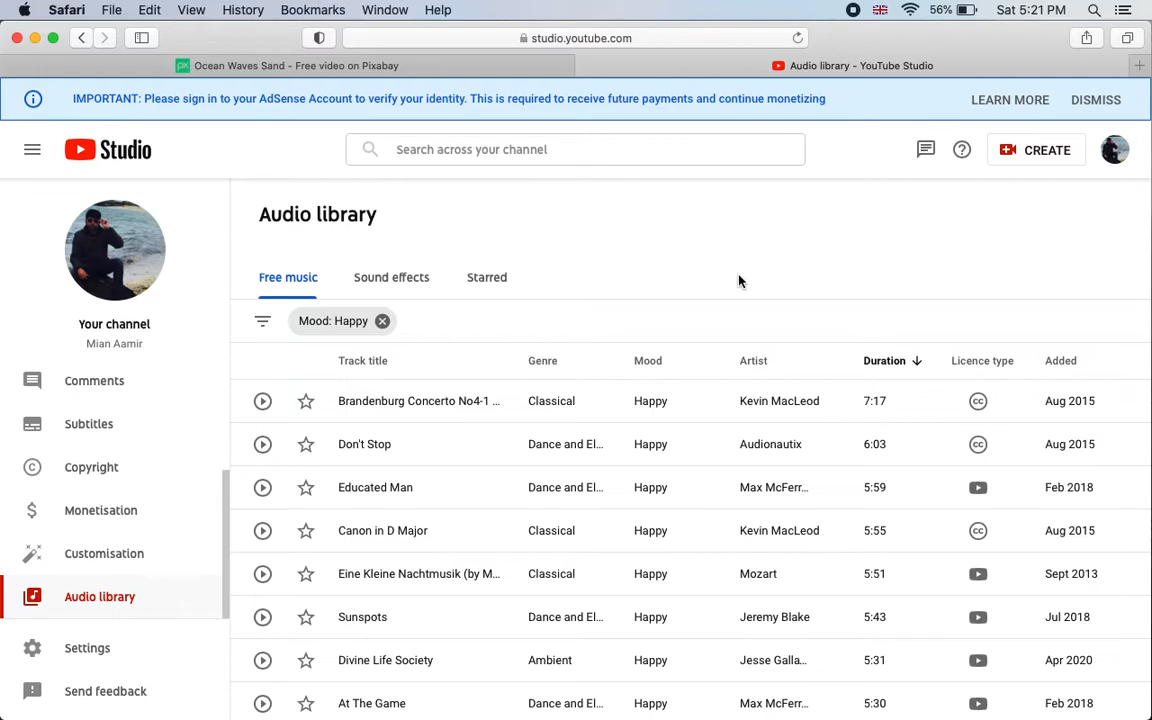 Safari File Edit View History Bookmarks Window Help 56% Sat 5:21 PM
studio.youtube.com
Ocean Waves Sand - Free video on Pixabay
Audio library - YouTube Studio
IMPORTANT: Please sign in to your AdSense Account to verify your identity. This is required to receive future payments and continue monetizing LEARN MORE DISMISS
Studio Search across your channel CREATE
Your channel
Mian Aamir
Comments
Subtitles
Copyright
Monetisation
Customisation
Audio library
Settings
Send feedback
Audio library
Free music Sound effects Starred
Mood: Happy
Track title Genre Mood Artist Duration Licence type Added
Brandenburg Concerto No4-1 ... Classical Happy Kevin MacLeod 7:17 cc Aug 2015
Don't Stop Dance and El... Happy Audionautix 6:03 cc Aug 2015
Educated Man Dance and El... Happy Max McFerr... 5:59 Feb 2018
Canon in D Major Classical Happy Kevin MacLeod 5:55 cc Aug 2015
Eine Kleine Nachtmusik (by M... Classical Happy Mozart 5:51 Sept 2013
Sunspots Dance and El... Happy Jeremy Blake 5:43 Jul 2018
Divine Life Society Ambient Happy Jesse Galla... 5:31 Apr 2020
At The Game Dance and El... Happy Max McFerr... 5:30 Feb 2018